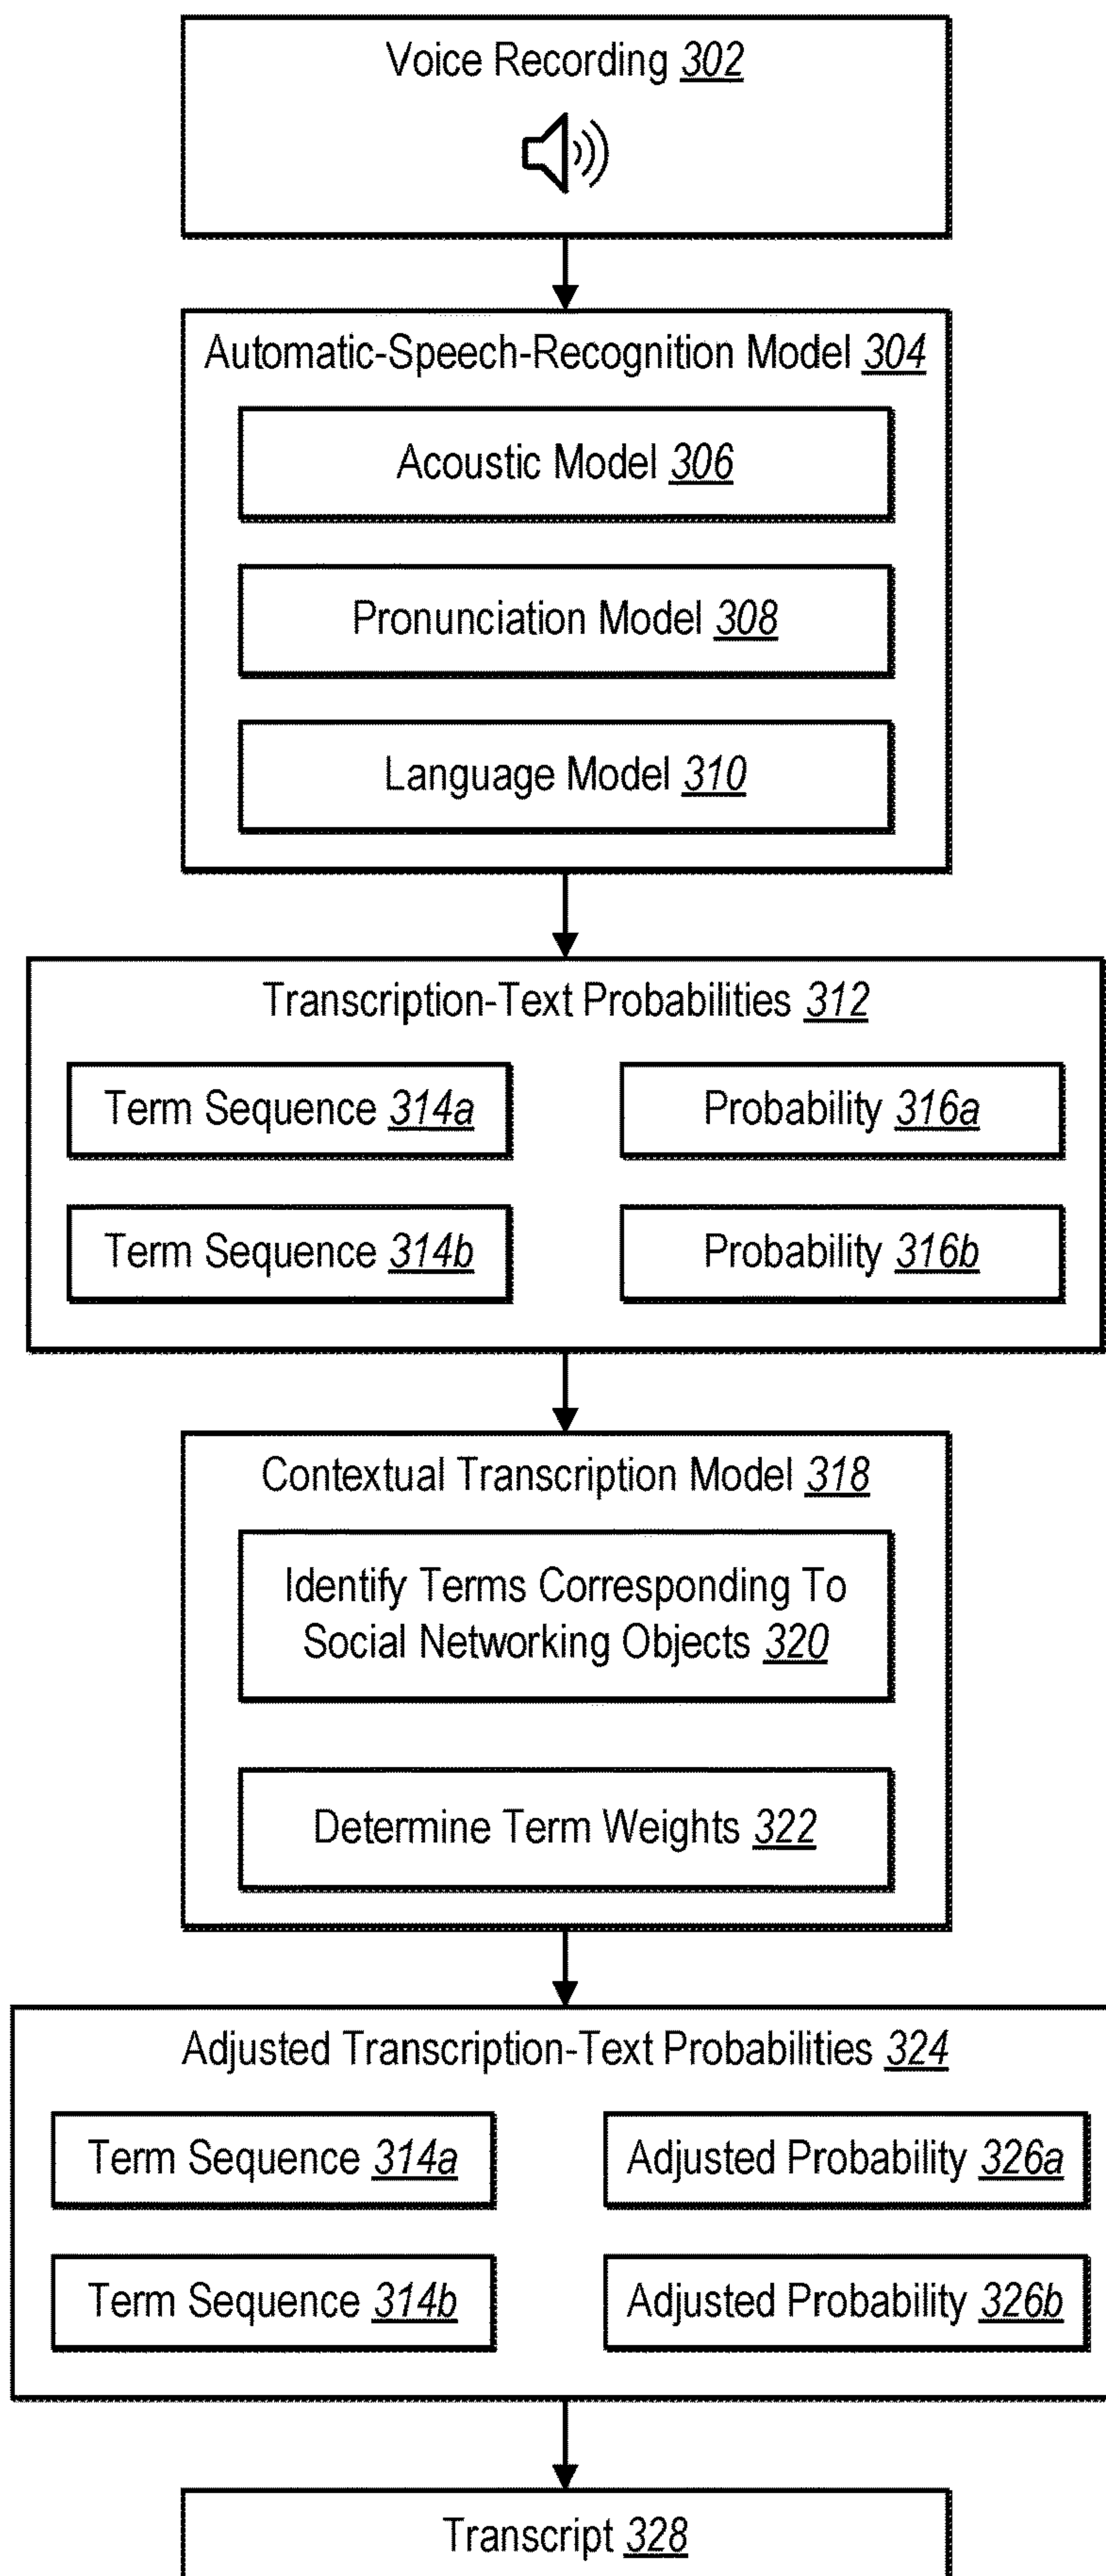 Voice Recording 302
Automatic-Speech-Recognition Model 304
Acoustic Model 306
Pronunciation Model 308
Language Model 310
Transcription-Text Probabilities 312
Term Sequence 314a
Probability 316a
Term Sequence 314b
Probability 316b
Contextual Transcription Model 318
Identify Terms Corresponding To
Social Networking Objects 320
Determine Term Weights 322
Adjusted Transcription-Text Probabilities 324
Term Sequence 314a
Adjusted Probability 326a
Term Sequence 314b
Adjusted Probability 326b
Transcript 328